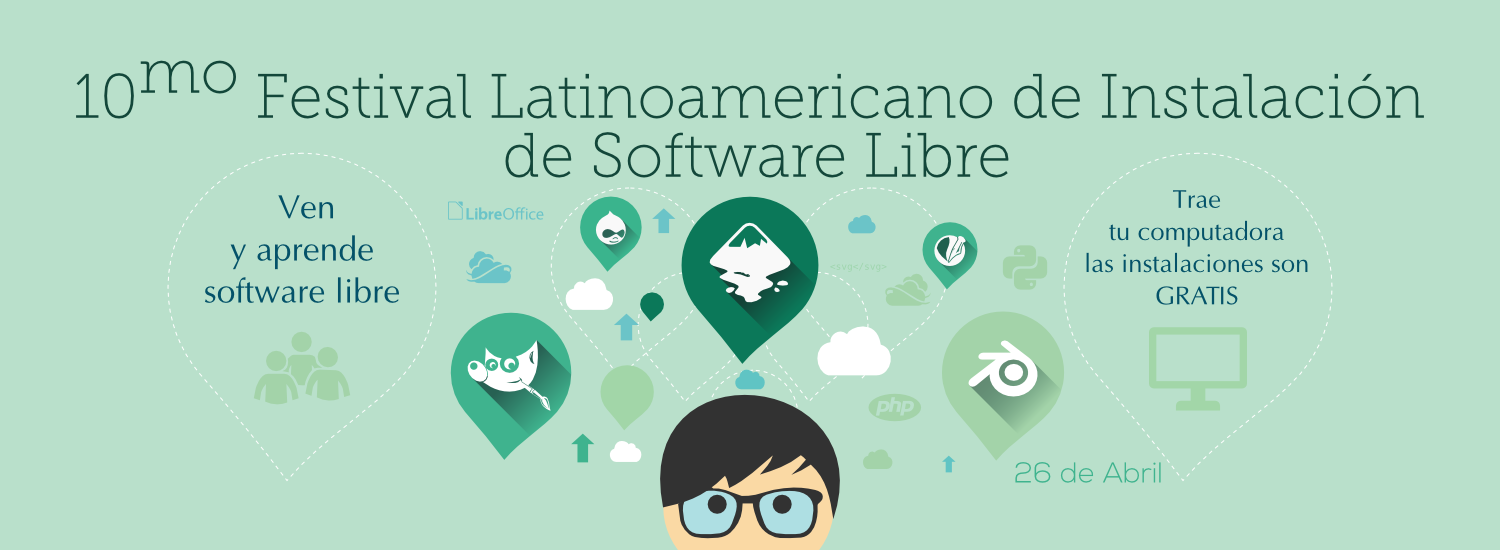 10mo Festival Latinoamericano de Instalación
de Software Libre
Ven
y aprende
software libre
LibreOffice
<svg></svg>
php
Trae
tu computadora
las instalaciones son
GRATIS
26 de Abril